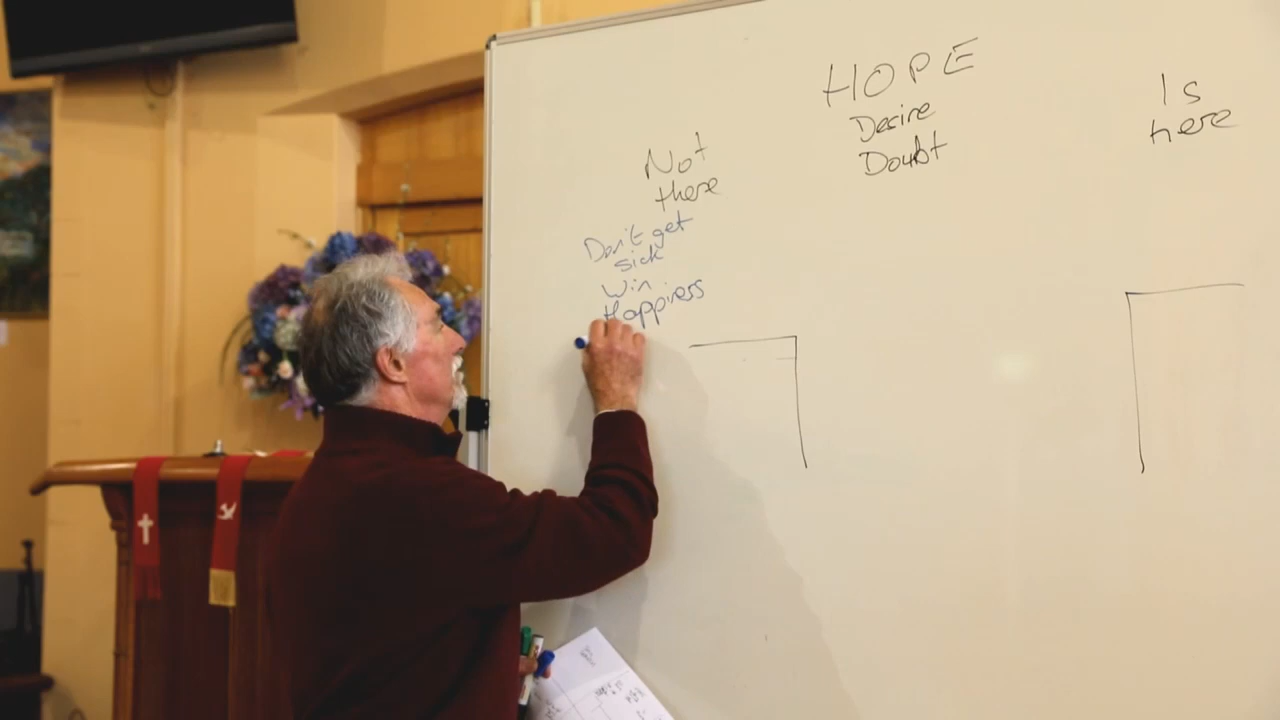 HOPE
Desire
Doubt
Is
here
Not
there
Don't get
sick
Win
Happiness